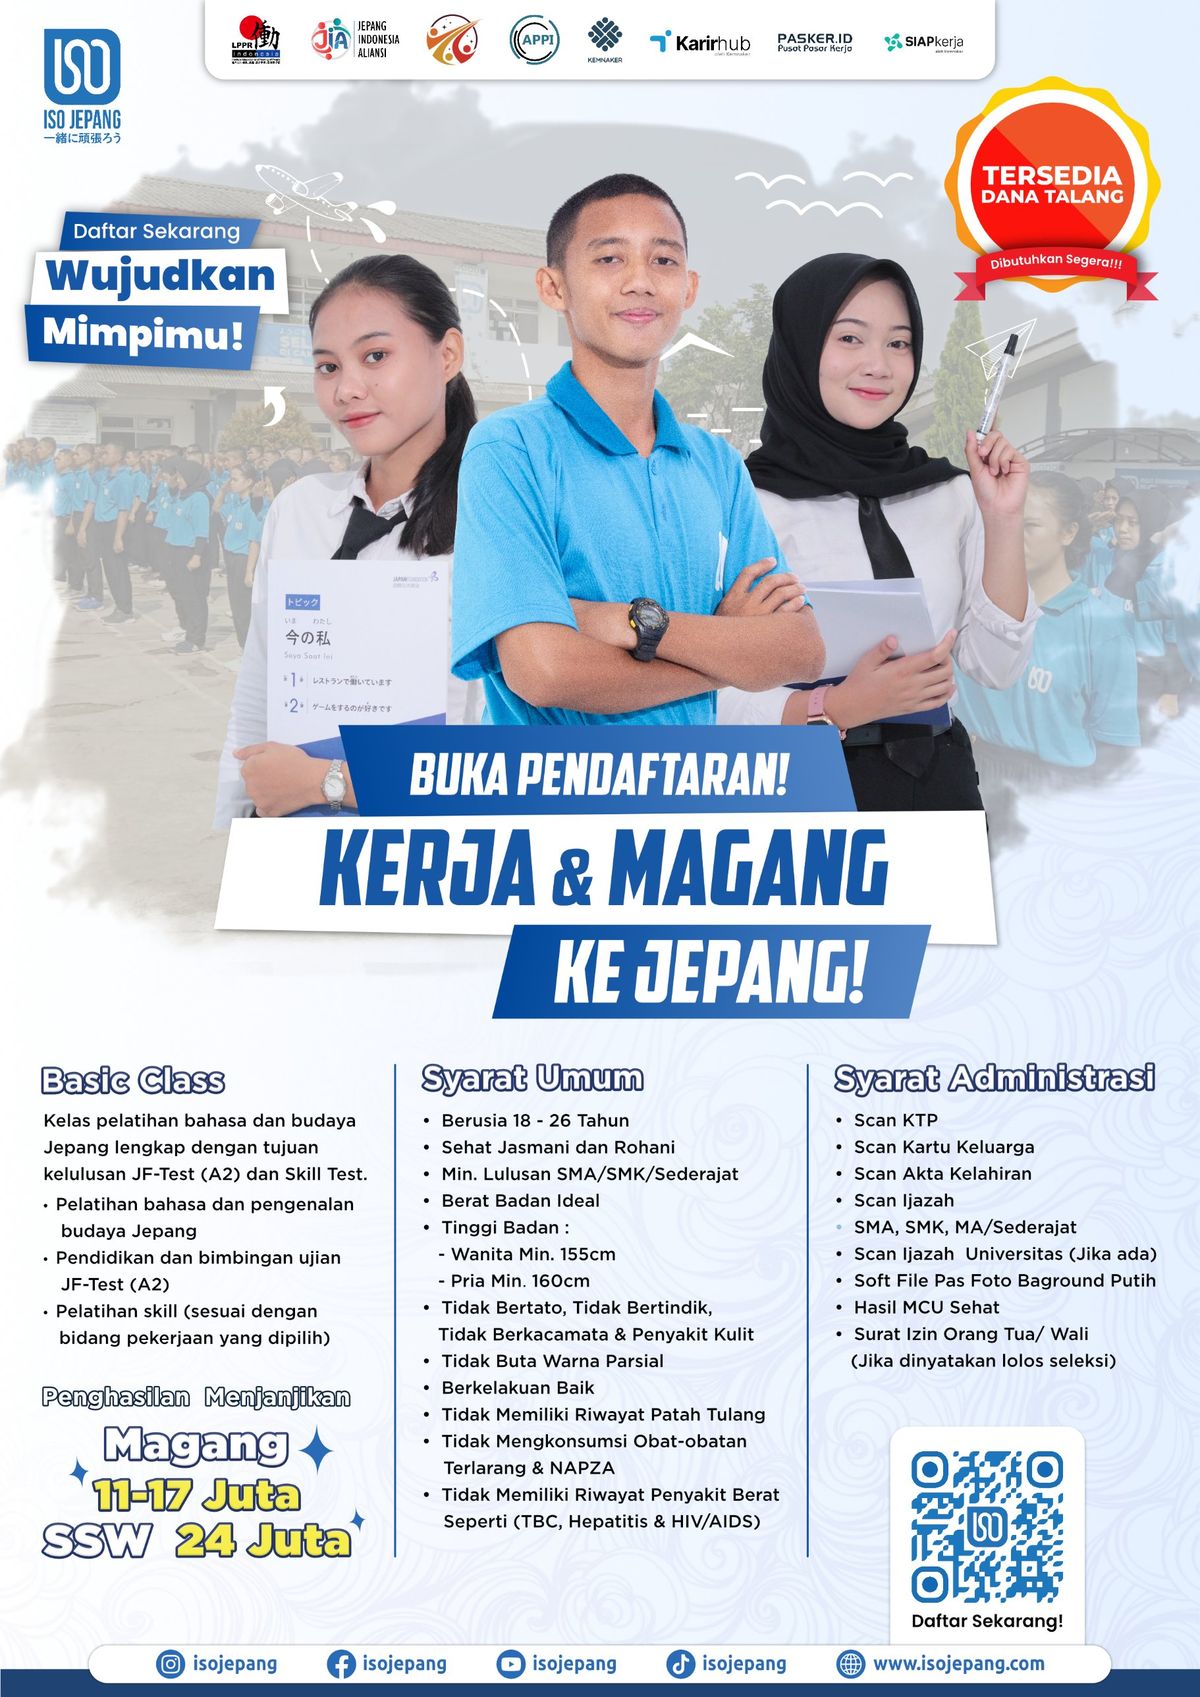 LPPR
Indonesia
働
JIA
JEPANG
INDONESIA
ALIANSI
APPI
KEMNAKER
Karirhub
PASKER.ID
Pusat Pasar Kerja
SIAPkerja
ISO JEPANG
一緒に頑張ろう
TERSEDIA
DANA TALANG
Dibutuhkan Segera!!!
Daftar Sekarang
Wujudkan
Mimpimu!
JAPANFOUNDATION
トピック
いま わたし
今の私
Saya Saat Ini
1 レストランで働いています
2 ゲームをするのが好きです
BUKA PENDAFTARAN!
KERJA & MAGANG
KE JEPANG!
Basic Class
Kelas pelatihan bahasa dan budaya
Jepang lengkap dengan tujuan
kelulusan JF-Test (A2) dan Skill Test.
• Pelatihan bahasa dan pengenalan
budaya Jepang
• Pendidikan dan bimbingan ujian
JF-Test (A2)
• Pelatihan skill (sesuai dengan
bidang pekerjaan yang dipilih)
Penghasilan Menjanjikan
Magang
11-17 Juta
SSW 24 Juta
Syarat Umum
• Berusia 18 - 26 Tahun
• Sehat Jasmani dan Rohani
• Min. Lulusan SMA/SMK/Sederajat
• Berat Badan Ideal
• Tinggi Badan :
- Wanita Min. 155cm
- Pria Min. 160cm
• Tidak Bertato, Tidak Bertindik,
Tidak Berkacamata & Penyakit Kulit
• Tidak Buta Warna Parsial
• Berkelakuan Baik
• Tidak Memiliki Riwayat Patah Tulang
• Tidak Mengkonsumsi Obat-obatan
Terlarang & NAPZA
• Tidak Memiliki Riwayat Penyakit Berat
Seperti (TBC, Hepatitis & HIV/AIDS)
Syarat Administrasi
• Scan KTP
• Scan Kartu Keluarga
• Scan Akta Kelahiran
• Scan Ijazah
• SMA, SMK, MA/Sederajat
• Scan Ijazah Universitas (Jika ada)
• Soft File Pas Foto Baground Putih
• Hasil MCU Sehat
• Surat Izin Orang Tua/ Wali
(Jika dinyatakan lolos seleksi)
Daftar Sekarang!
isojepang
isojepang
isojepang
isojepang
www.isojepang.com